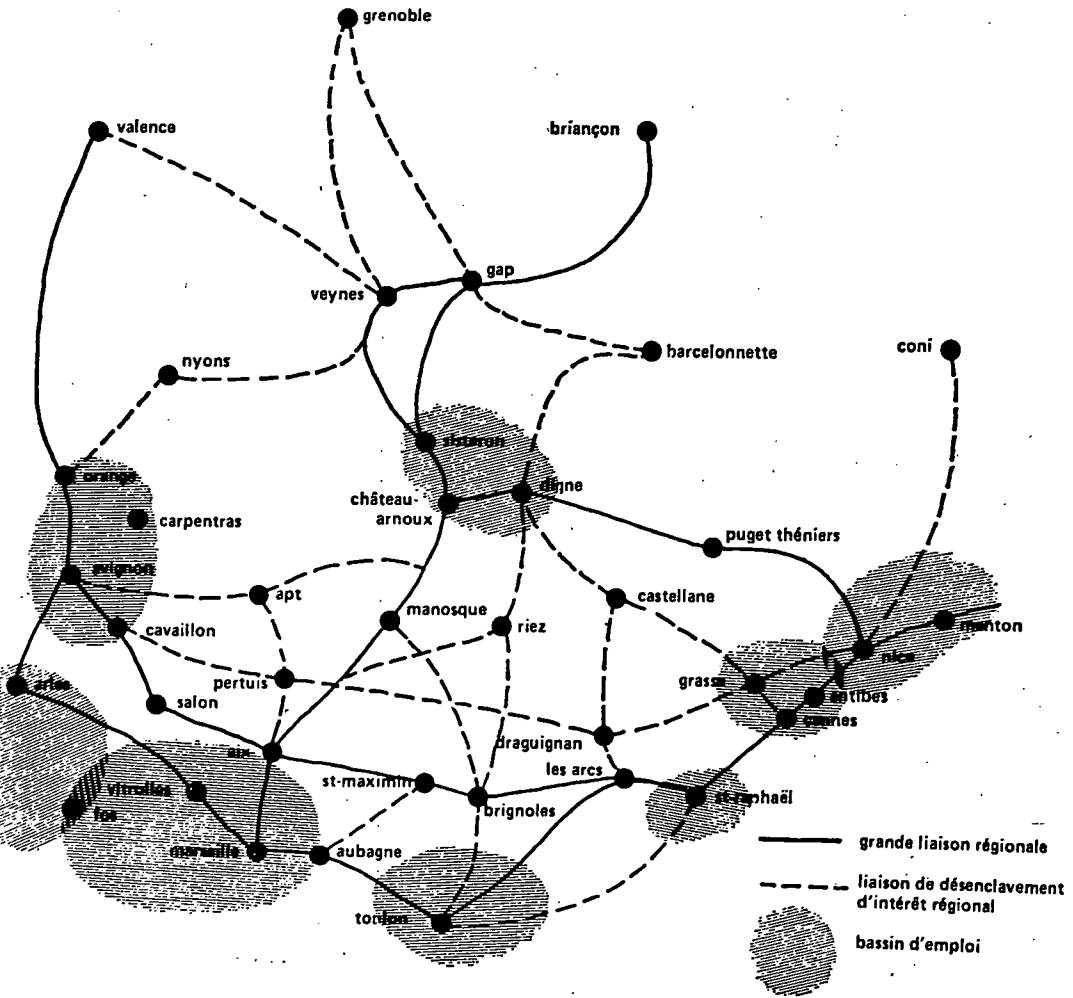 grenoble
valence
briançon
gap
veynes
barcelonnette
coni
nyons
sisteron
orange
digne
château-
arnoux
carpentras
puget théniers
avignon
apt
castellane
manosque
cavaillon
riez
menton
nice
pertuis
grasse
arles
salon
antibes
cannes
draguignan
aix
les arcs
st-maximin
vitrolles
st-raphaël
brignoles
fos
marseille
aubagne
toulon
grande liaison régionale
liaison de désenclavement
d'intérêt régional
bassin d'emploi